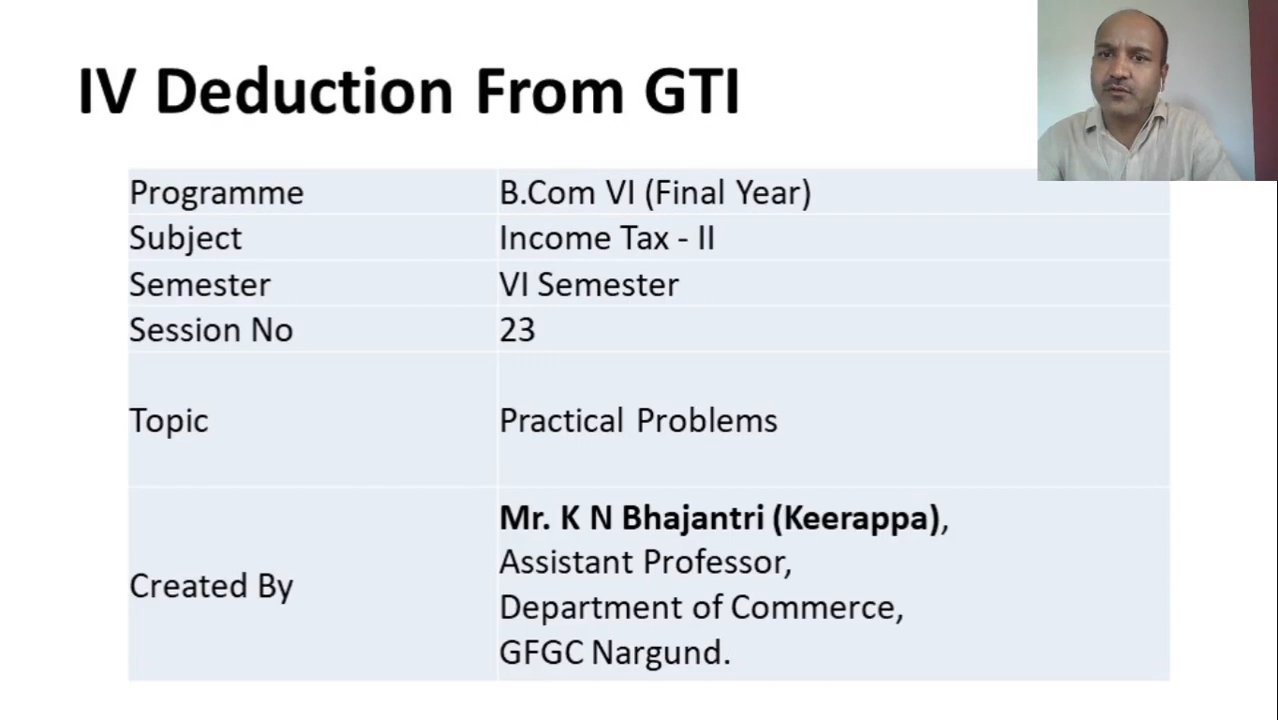 IV Deduction From GTI
Programme B.Com VI (Final Year)
Subject Income Tax - II
Semester VI Semester
Session No 23
Topic Practical Problems
Created By
Mr. K N Bhajantri (Keerappa),
Assistant Professor,
Department of Commerce,
GFGC Nargund.